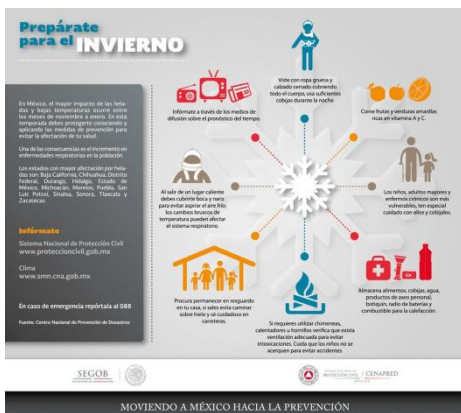 Prepárate
para el INVIERNO
En México, el mayor impacto de las hela-
das y bajas temperaturas ocurre entre
los meses de noviembre a enero. En esta
temporada debes protegerte conociendo y
aplicando las medidas de prevención para
evitar la afectación de tu salud.
Una de las consecuencias es el incremento en
enfermedades respiratorias en la población.
Los estados con mayor afectación por hela-
das son: Baja California, Chihuahua, Distrito
Federal, Durango, Hidalgo, Estado de
México, Michoacán, Morelos, Puebla, San
Luis Potosí, Sinaloa, Sonora, Tlaxcala y
Zacatecas.
Infórmate
Sistema Nacional de Protección Civil
www.proteccioncivil.gob.mx
Clima
www.smn.cna.gob.mx
En caso de emergencia repórtala al 088
Fuente: Centro Nacional de Prevención de Desastres
Viste con ropa gruesa y
calzado cerrado cubriendo
todo el cuerpo, usa suficientes
cobijas durante la noche
Infórmate a través de los medios de
difusión sobre el pronóstico del tiempo
Come frutas y verduras amarillas
ricas en vitamina A y C.
Al salir de un lugar caliente
debes cubrirte boca y nariz
para evitar aspirar el aire frío;
los cambios bruscos de
temperatura pueden afectar
el sistema respiratorio.
Los niños, adultos mayores y
enfermos crónicos son más
vulnerables, ten especial
cuidado con ellos y cobíjalos.
Procura permanecer en resguardo
en tu casa, si sales evita caminar
sobre hielo y sé cuidadoso en
carreteras.
Si requieres utilizar chimeneas,
calentadores u hornillos verifica que exista
ventilación adecuada para evitar
intoxicaciones. Cuida que los niños no se
acerquen para evitar accidentes.
Almacena alimentos, cobijas, agua,
productos de aseo personal,
botiquín, radio de baterías y
combustible para la calefacción.
SEGOB
PROTECCIÓN CIVIL
CENAPRED
MOVIENDO A MÉXICO HACIA LA PREVENCIÓN